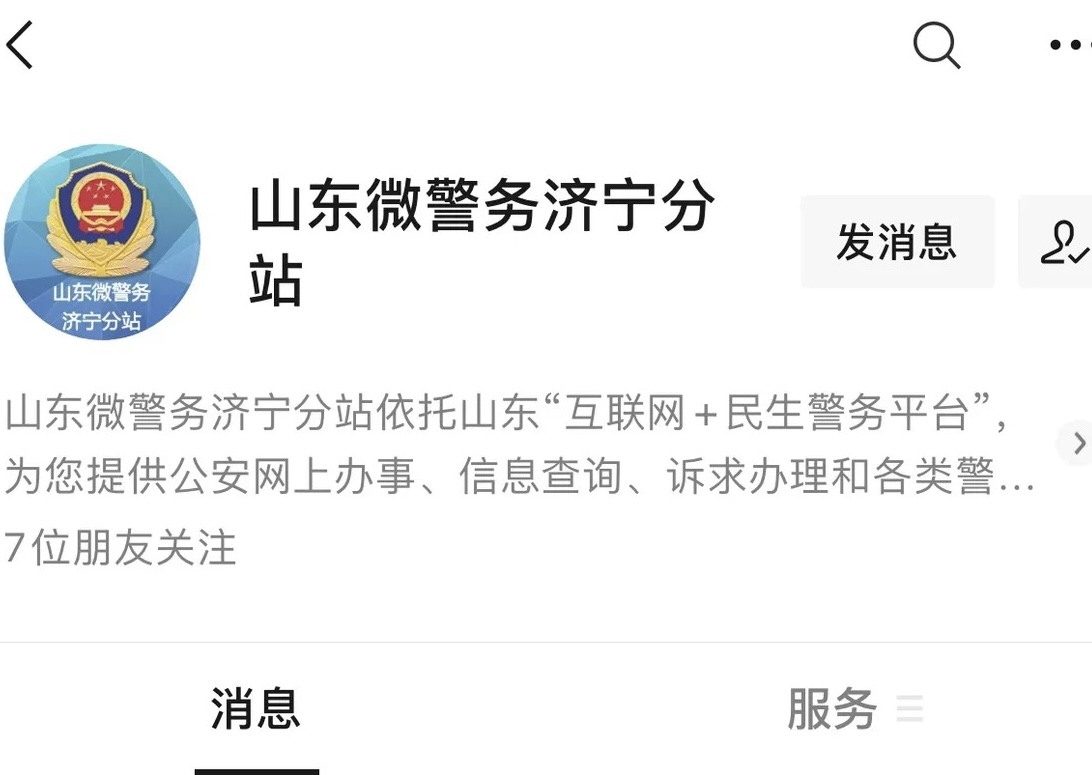 山东微警务济宁分
站
发消息
山东微警务
济宁分站
山东微警务济宁分站依托山东“互联网+民生警务平台”,
为您提供公安网上办事、信息查询、诉求办理和各类警...
7位朋友关注
消息
服务